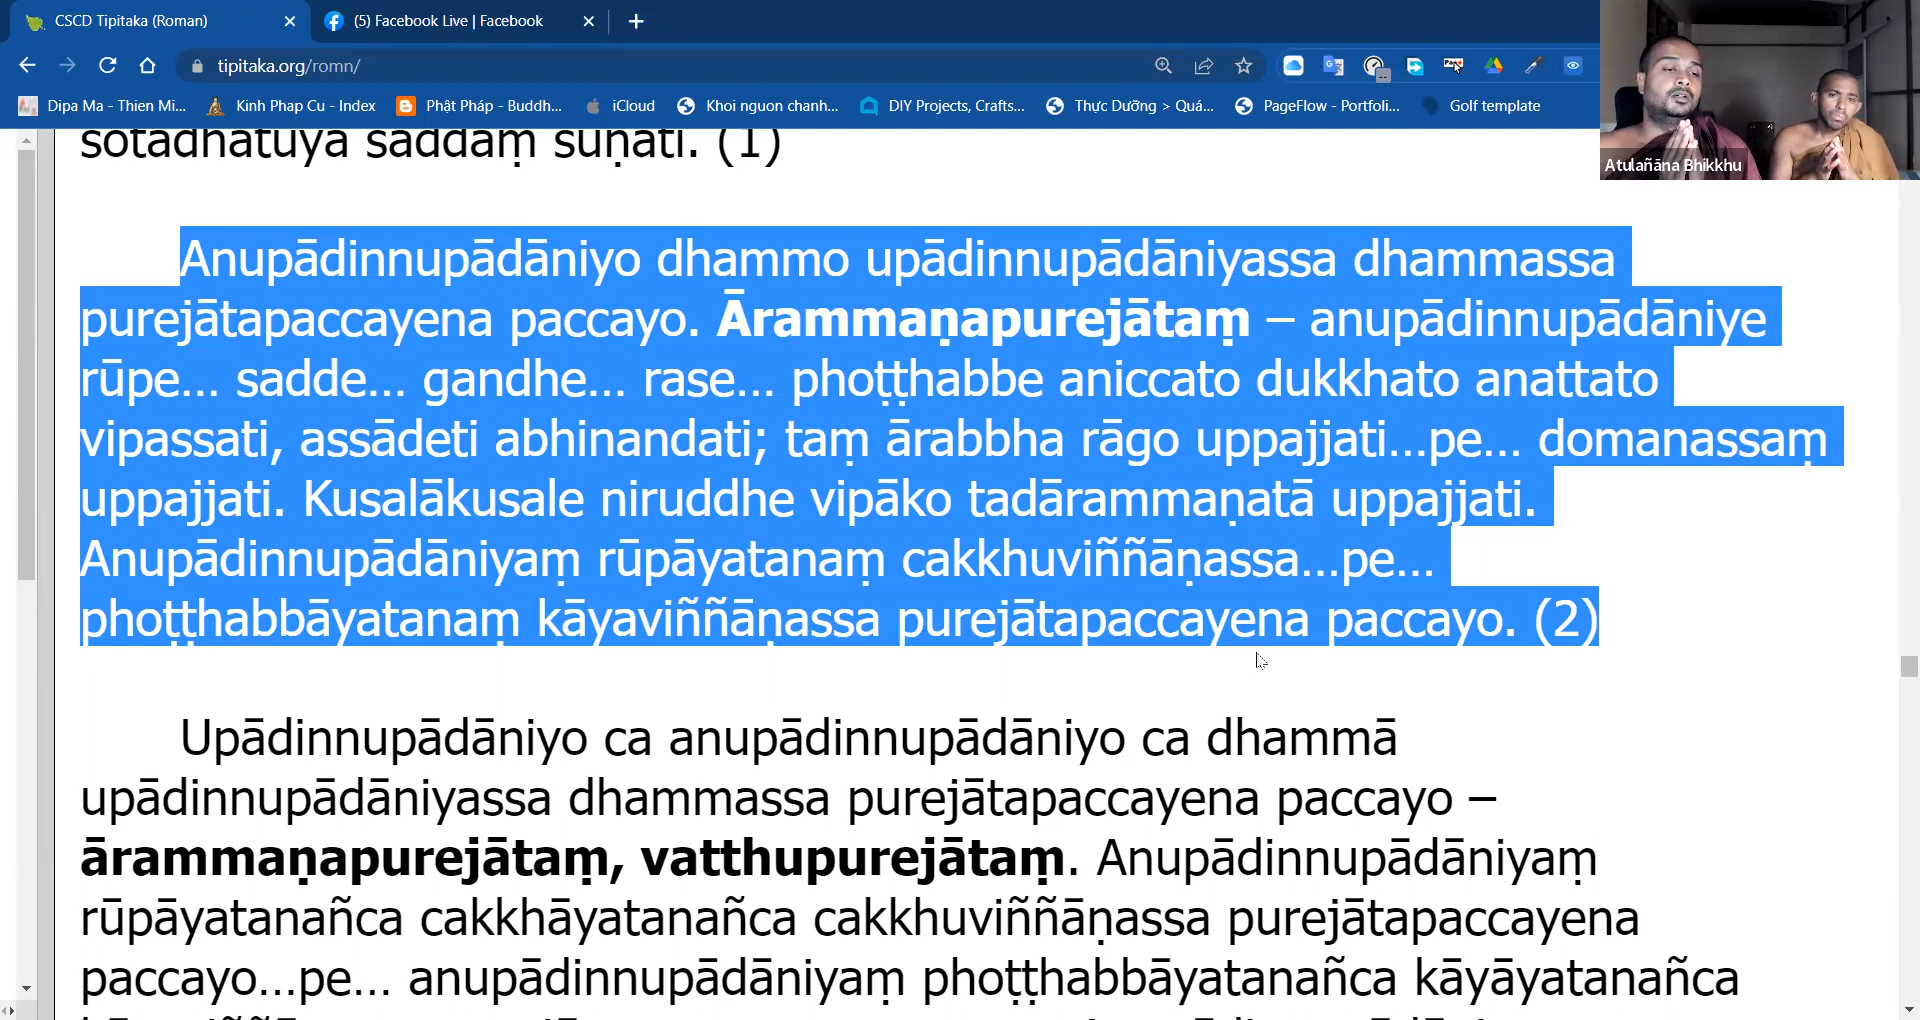 CSCD Tipitaka (Roman)
(5) Facebook Live | Facebook
tipitaka.org/romn/
Dipa Ma - Thien Mi...
Kinh Phap Cu - Index
Phật Pháp - Buddh...
iCloud
Khoi nguon chanh...
DIY Projects, Crafts...
Thực Dưỡng > Quá...
PageFlow - Portfoli...
Golf template
Atulañāna Bhikkhu
sotadhātuyā saddaṃ suṇāti. (1)
Anupādinnupādāniyo dhammo upādinnupādāniyassa dhammassa
purejātapaccayena paccayo. Ārammaṇapurejātaṃ – anupādinnupādāniye
rūpe… sadde… gandhe… rase… phoṭṭhabbe aniccato dukkhato anattato
vipassati, assādeti abhinandati; taṃ ārabbha rāgo uppajjati…pe… domanassaṃ
uppajjati. Kusalākusale niruddhe vipāko tadārammaṇatā uppajjati.
Anupādinnupādāniyaṃ rūpāyatanaṃ cakkhuviññāṇassa…pe…
phoṭṭhabbāyatanaṃ kāyaviññāṇassa purejātapaccayena paccayo. (2)
Upādinnupādāniyo ca anupādinnupādāniyo ca dhammā
upādinnupādāniyassa dhammassa purejātapaccayena paccayo –
ārammaṇapurejātaṃ, vatthupurejātaṃ. Anupādinnupādāniyaṃ
rūpāyatanañca cakkhāyatanañca cakkhuviññāṇassa purejātapaccayena
paccayo…pe… anupādinnupādāniyaṃ phoṭṭhabbāyatanañca kāyāyatanañca